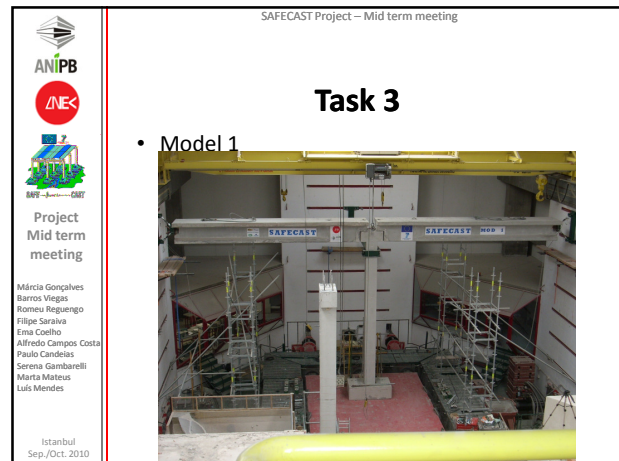 SAFECAST Project – Mid term meeting
ANIPB
LNEC
SAFE CAST
Project
Mid term
meeting
Márcia Gonçalves
Barros Viegas
Romeu Reguengo
Filipe Saraiva
Ema Coelho
Alfredo Campos Costa
Paulo Candeias
Serena Gambarelli
Marta Mateus
Luís Mendes
Istanbul
Sep./Oct. 2010
Task 3
• Model 1
SAFECAST
SAFECAST MOD 1